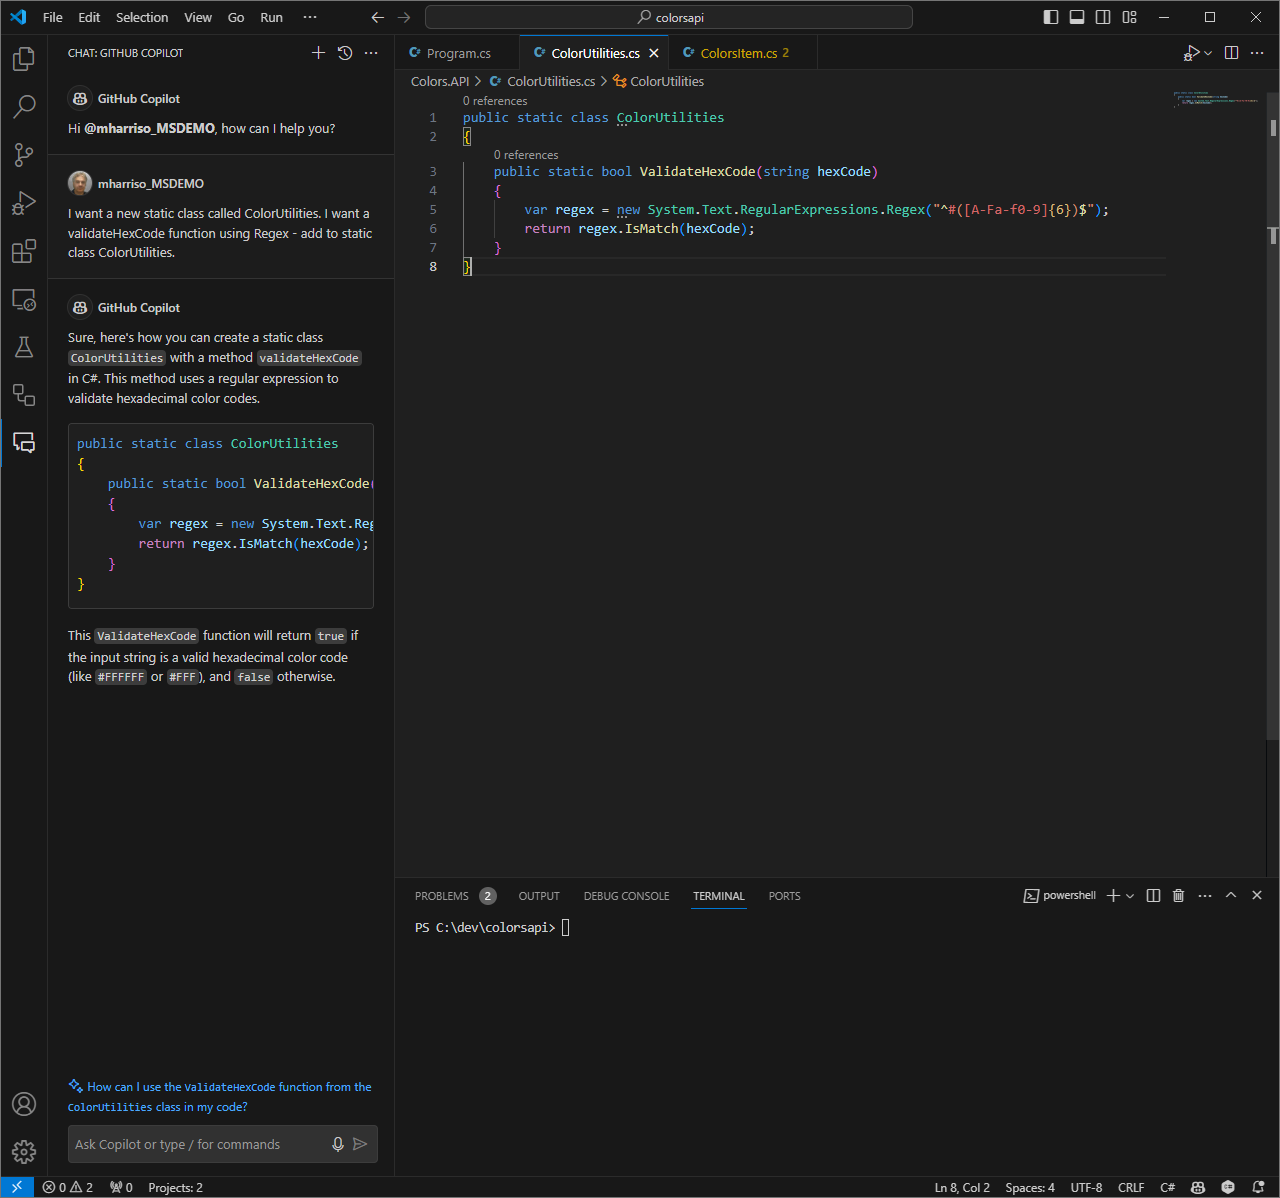 File Edit Selection View Go Run ··· colorsapi
CHAT: GITHUB COPILOT
GitHub Copilot
Hi @mharriso_MSDEMO, how can I help you?
mharriso_MSDEMO
I want a new static class called ColorUtilities. I want a
validateHexCode function using Regex - add to static
class ColorUtilities.
GitHub Copilot
Sure, here's how you can create a static class
ColorUtilities with a method validateHexCode
in C#. This method uses a regular expression to
validate hexadecimal color codes.
public static class ColorUtilities
{
public static bool ValidateHexCode(
{
var regex = new System.Text.Reg
return regex.IsMatch(hexCode);
}
}
This ValidateHexCode function will return true if
the input string is a valid hexadecimal color code
(like #FFFFFF or #FFF), and false otherwise.
How can I use the ValidateHexCode function from the
ColorUtilities class in my code?
Ask Copilot or type / for commands
Program.cs ColorUtilities.cs ColorsItem.cs 2
Colors.API > ColorUtilities.cs > ColorUtilities
0 references
1 public static class ColorUtilities
2 {
0 references
3 public static bool ValidateHexCode(string hexCode)
4 {
5 var regex = new System.Text.RegularExpressions.Regex("^#([A-Fa-f0-9]{6})$");
6 return regex.IsMatch(hexCode);
7 }
8 }
PROBLEMS 2 OUTPUT DEBUG CONSOLE TERMINAL PORTS powershell
PS C:\dev\colorsapi>
0 2 0 Projects: 2 Ln 8, Col 2 Spaces: 4 UTF-8 CRLF C#